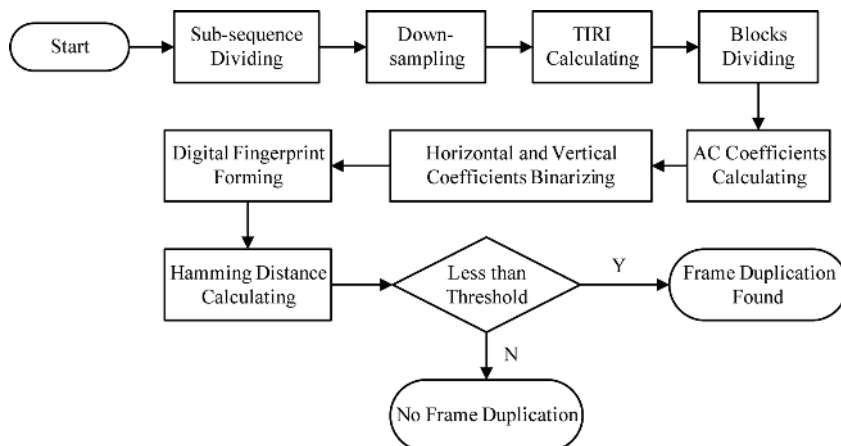 Start
Sub-sequence
Dividing
Down-
sampling
TIRI
Calculating
Blocks
Dividing
AC Coefficients
Calculating
Horizontal and Vertical
Coefficients Binarizing
Digital Fingerprint
Forming
Hamming Distance
Calculating
Less than
Threshold
Y
Frame Duplication
Found
N
No Frame Duplication